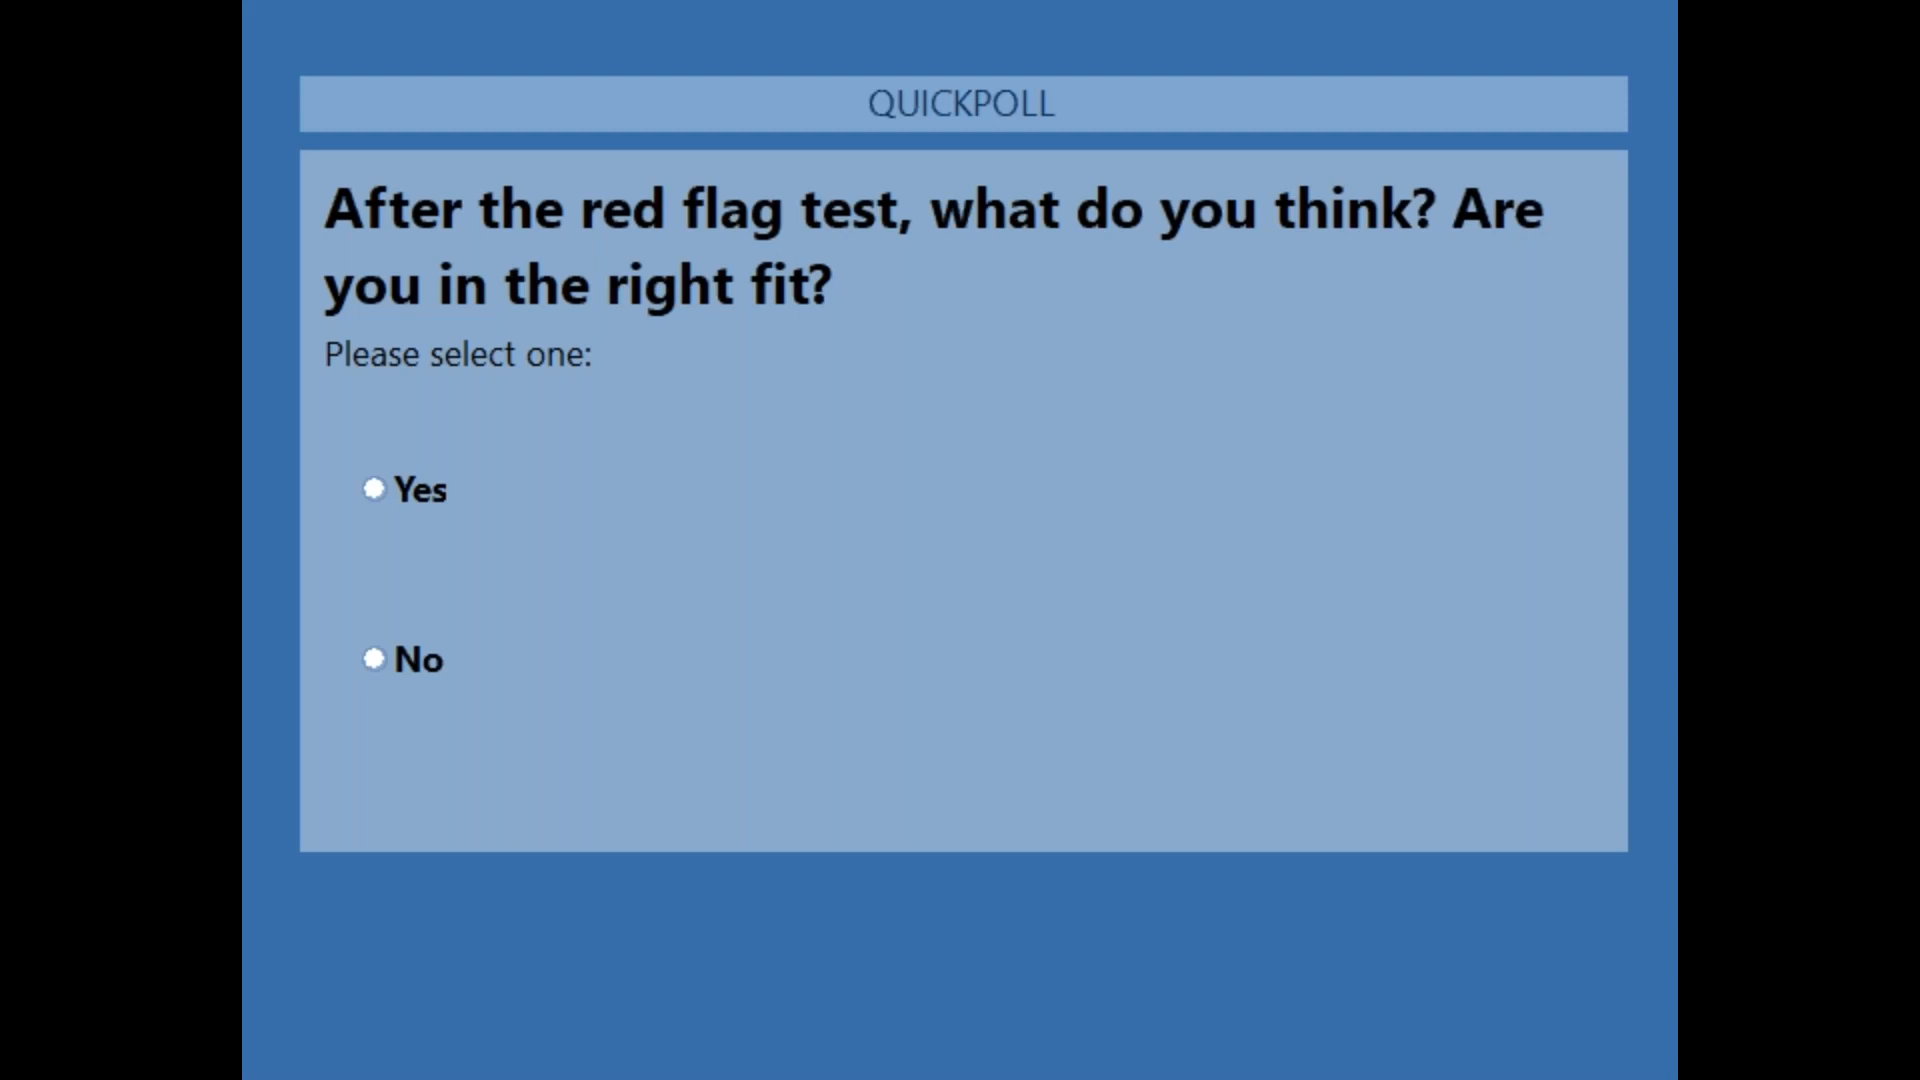 QUICKPOLL
After the red flag test, what do you think? Are
you in the right fit?
Please select one:
Yes
No